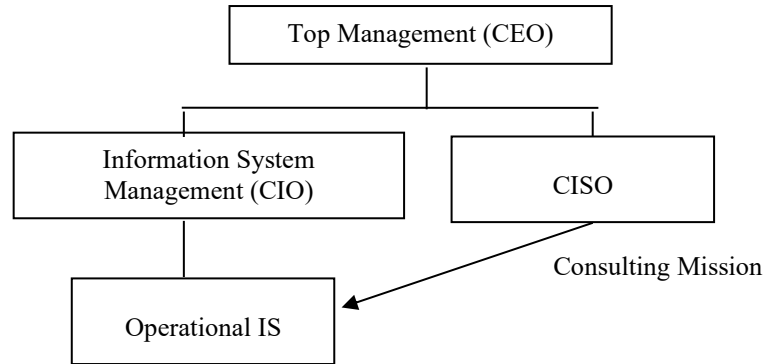 Top Management (CEO)
Information System
Management (CIO)
CISO
Consulting Mission
Operational IS